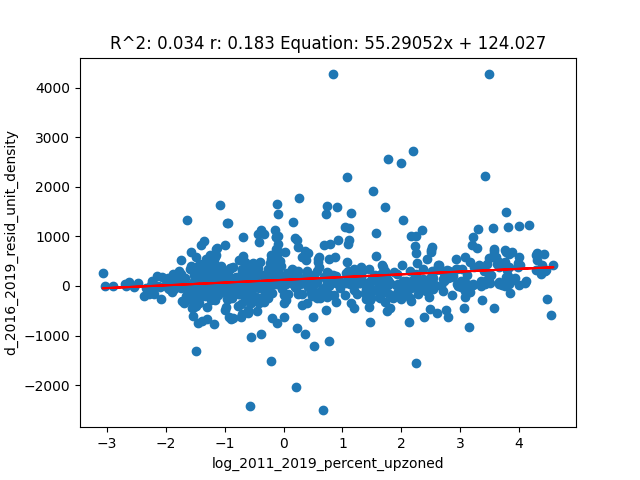 R^2: 0.034 r: 0.183 Equation: 55.29052x + 124.027
d_2016_2019_resid_unit_density
4000
3000
2000
1000
0
−1000
−2000
−3 −2 −1 0 1 2 3 4
log_2011_2019_percent_upzoned